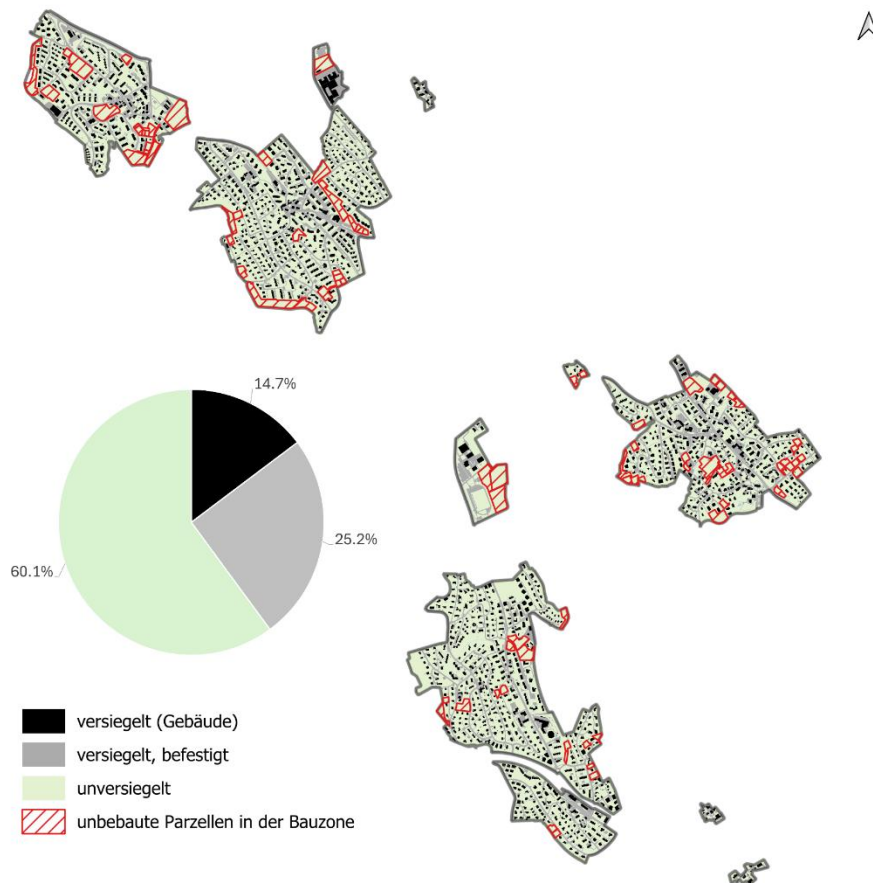 14.7%
25.2%
60.1%
versiegelt (Gebäude)
versiegelt, befestigt
unversiegelt
unbebaute Parzellen in der Bauzone